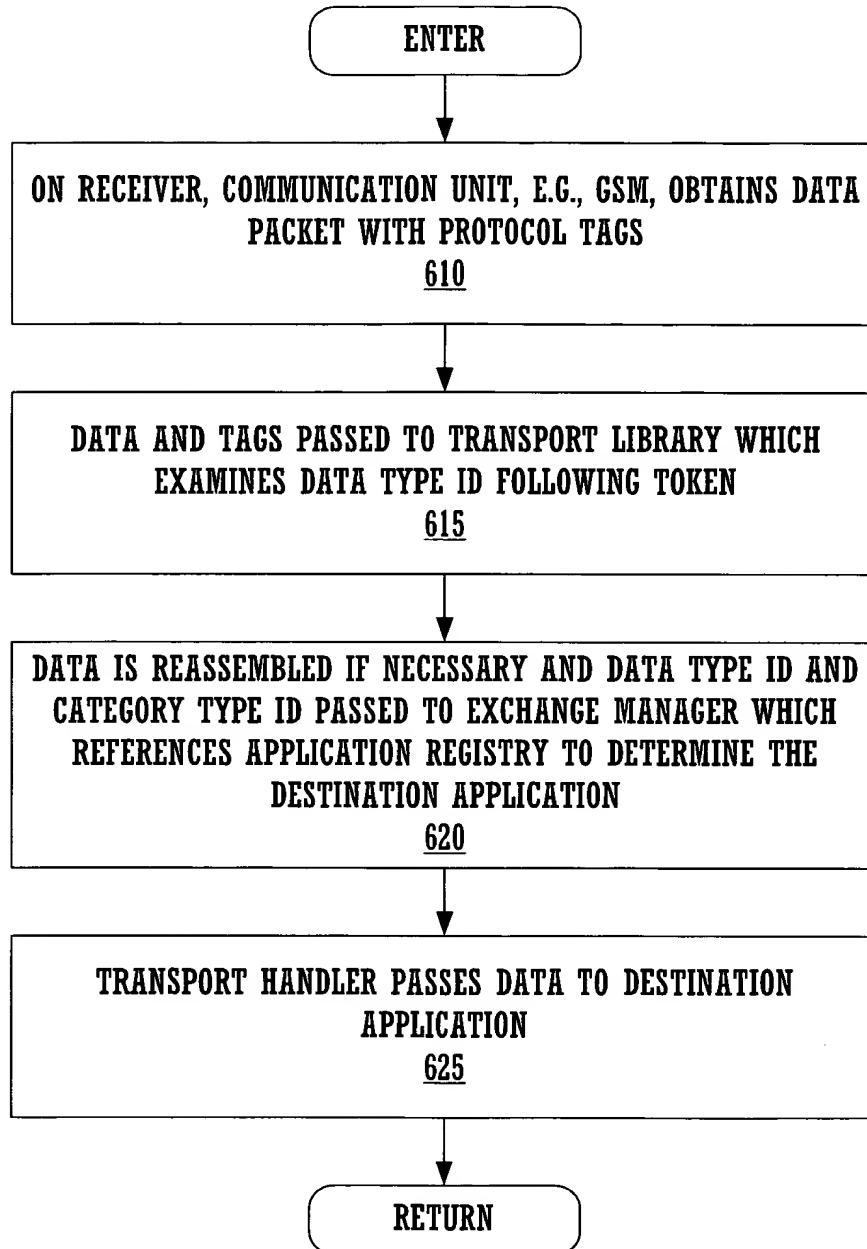 ENTER
ON RECEIVER, COMMUNICATION UNIT, E.G., GSM, OBTAINS DATA
PACKET WITH PROTOCOL TAGS
610
DATA AND TAGS PASSED TO TRANSPORT LIBRARY WHICH
EXAMINES DATA TYPE ID FOLLOWING TOKEN
615
DATA IS REASSEMBLED IF NECESSARY AND DATA TYPE ID AND
CATEGORY TYPE ID PASSED TO EXCHANGE MANAGER WHICH
REFERENCES APPLICATION REGISTRY TO DETERMINE THE
DESTINATION APPLICATION
620
TRANSPORT HANDLER PASSES DATA TO DESTINATION
APPLICATION
625
RETURN